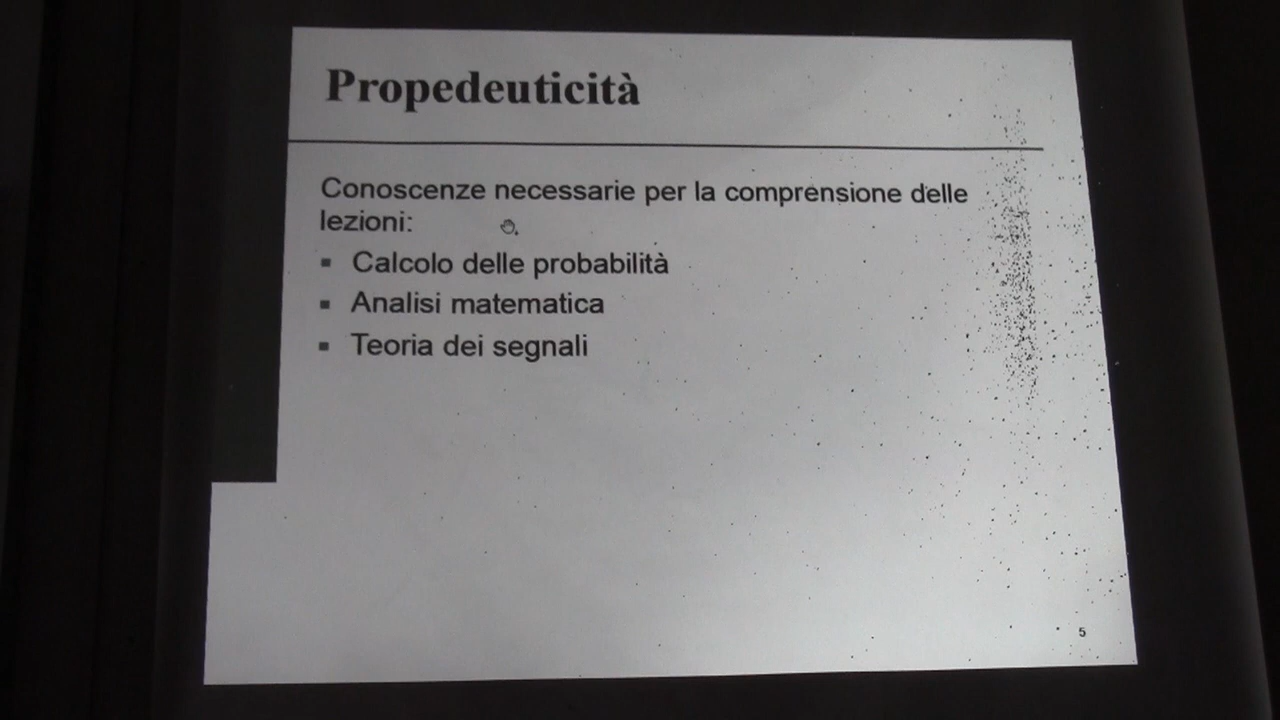 Propedeuticità
Conoscenze necessarie per la comprensione delle
lezioni:
Calcolo delle probabilità
Analisi matematica
Teoria dei segnali
5